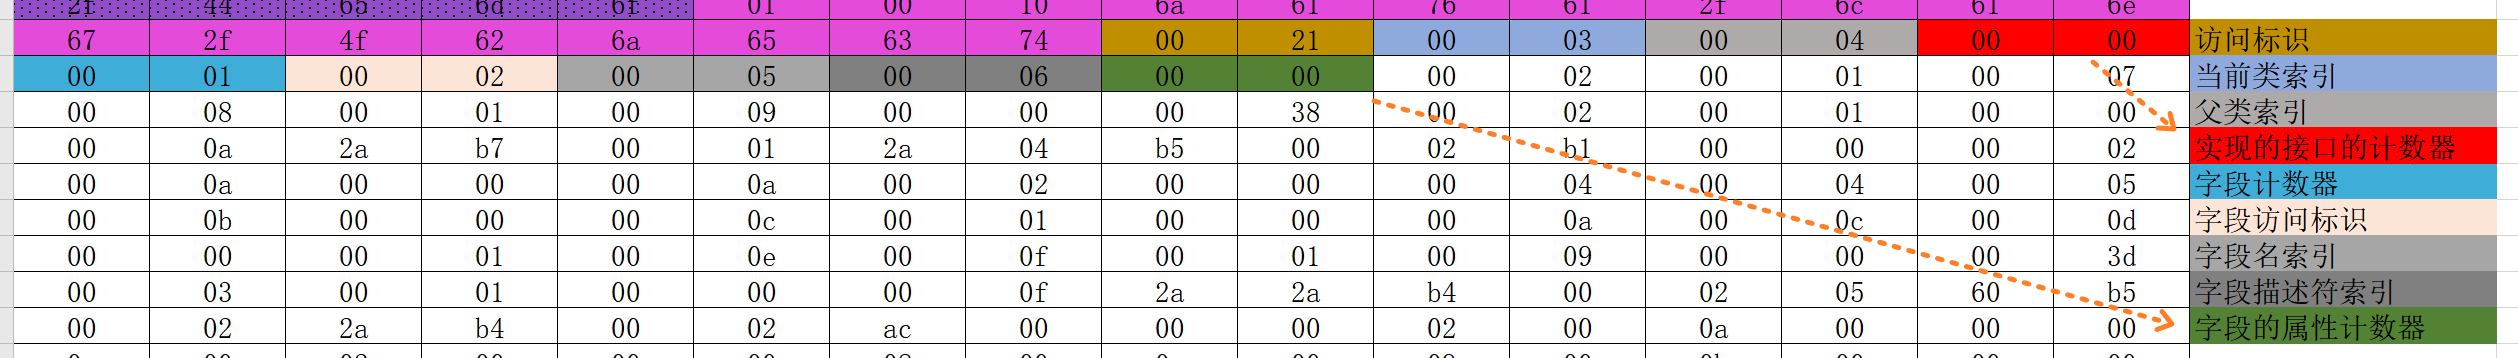 2f 44 65 6d 6f 01 00 10 6a 61 76 61 2f 6c 61 6e
67 2f 4f 62 6a 65 63 74 00 21 00 03 00 04 00 00 访问标识
00 01 00 02 00 05 00 06 00 00 00 02 00 01 00 07 当前类索引
00 08 00 01 00 09 00 00 00 38 00 02 00 01 00 00 父类索引
00 0a 2a b7 00 01 2a 04 b5 00 02 b1 00 00 00 02 实现的接口的计数器
00 0a 00 00 00 0a 00 02 00 00 00 04 00 04 00 05 字段计数器
00 0b 00 00 00 0c 00 01 00 00 00 0a 00 0c 00 0d 字段访问标识
00 00 00 01 00 0e 00 0f 00 01 00 09 00 00 00 3d 字段名索引
00 03 00 01 00 00 00 0f 2a 2a b4 00 02 05 60 b5 字段描述符索引
00 02 2a b4 00 02 ac 00 00 00 02 00 0a 00 00 00 字段的属性计数器